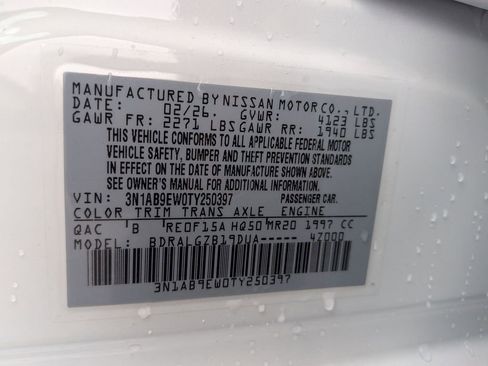 MANUFACTURED BY NISSAN MOTOR CO., LTD.
DATE: 02/26. GVWR: 4123 LBS
GAWR FR: 2271 LBS GAWR RR: 1940 LBS
THIS VEHICLE CONFORMS TO ALL APPLICABLE FEDERAL MOTOR
VEHICLE SAFETY, BUMPER AND THEFT PREVENTION STANDARDS
IN EFFECT ON THE DATE OF MANUFACTURE SHOWN ABOVE.
SEE OWNER'S MANUAL FOR ADDITIONAL INFORMATION.
VIN: 3N1AB9EW0TY250397 PASSENGER CAR.
COLOR TRIM TRANS AXLE ENGINE
QAC B RE0F15A HQ50 MR20 1997 CC
MODEL: BDRALGZB19DUA----- 4Z000
3N1AB9EW0TY250397